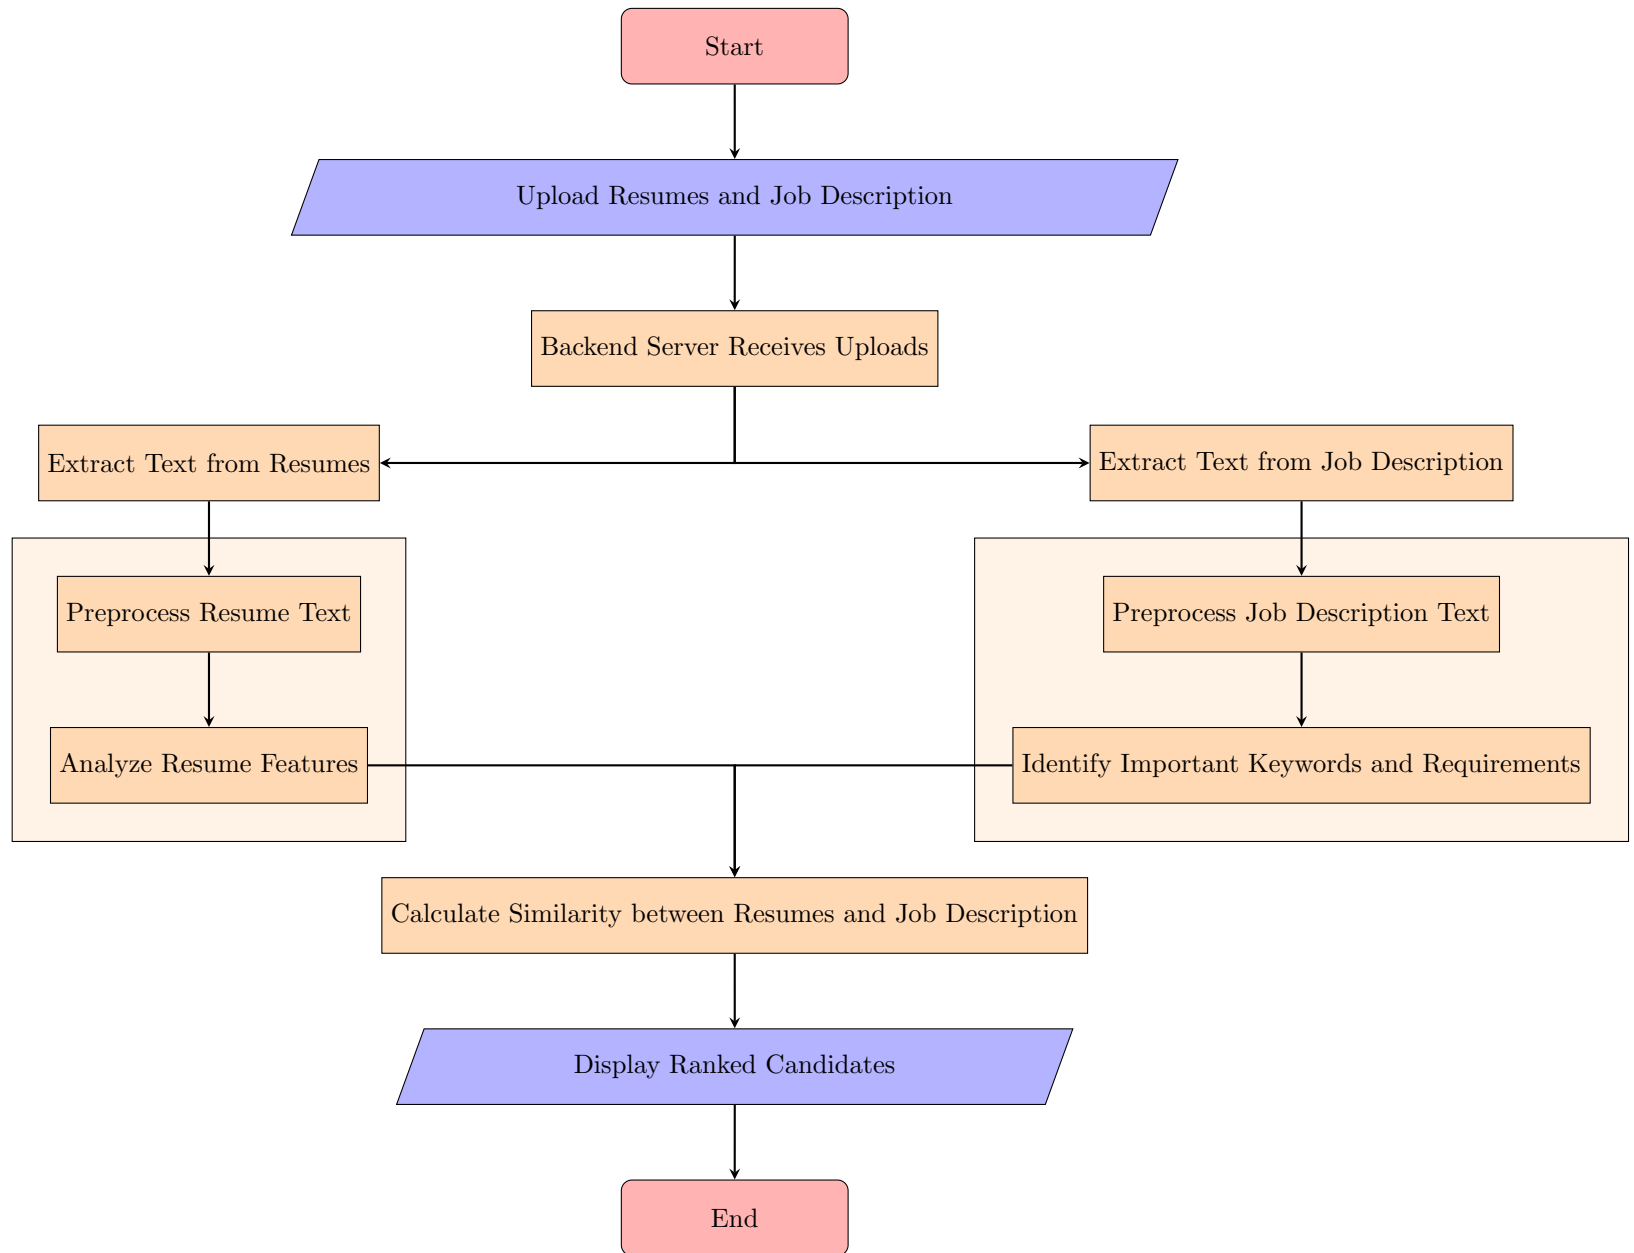 Start
Upload Resumes and Job Description
Backend Server Receives Uploads
Extract Text from Resumes
Extract Text from Job Description
Preprocess Resume Text
Preprocess Job Description Text
Analyze Resume Features
Identify Important Keywords and Requirements
Calculate Similarity between Resumes and Job Description
Display Ranked Candidates
End